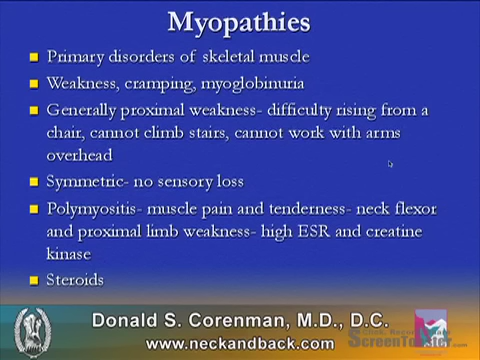 Myopathies
Primary disorders of skeletal muscle
Weakness, cramping, myoglobinuria
Generally proximal weakness- difficulty rising from a
chair, cannot climb stairs, cannot work with arms
overhead
Symmetric- no sensory loss
Polymyositis- muscle pain and tenderness- neck flexor
and proximal limb weakness- high ESR and creatine
kinase
Steroids
Donald S. Corenman, M.D., D.C.
www.neckandback.com